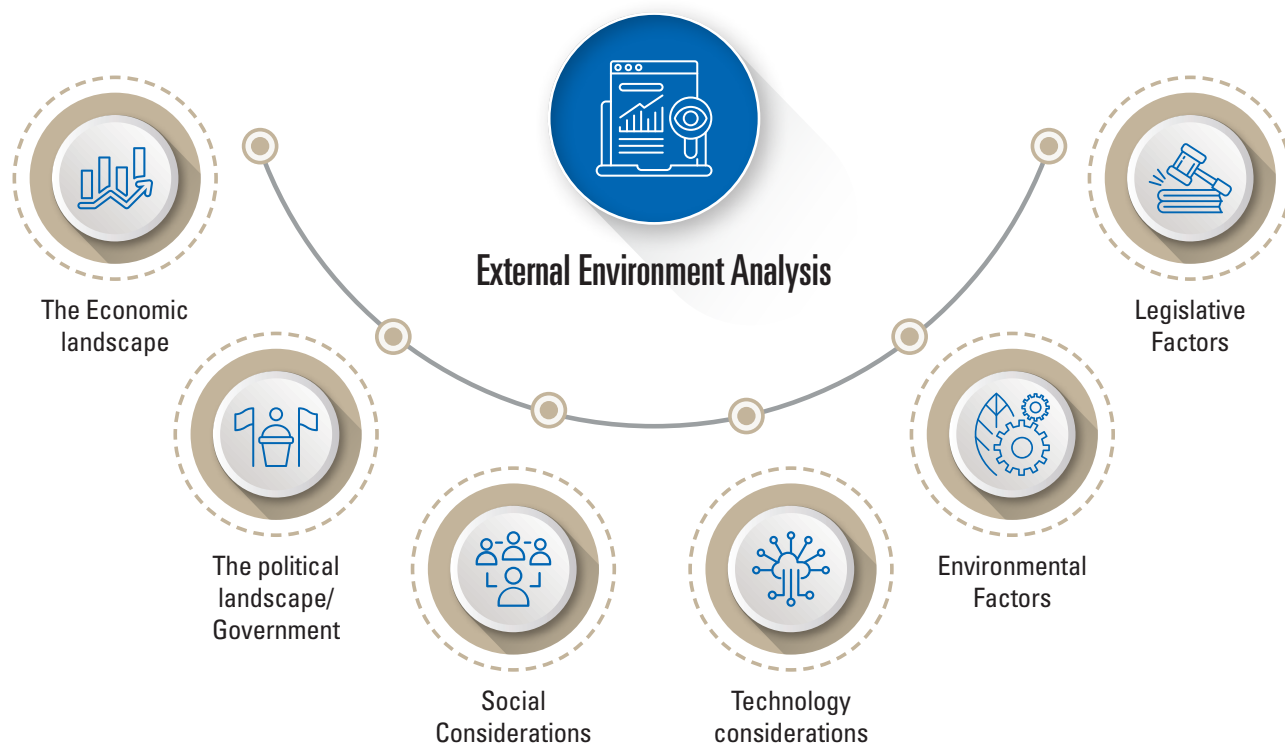 External Environment Analysis
The Economic
landscape
The political
landscape/
Government
Social
Considerations
Technology
considerations
Environmental
Factors
Legislative
Factors